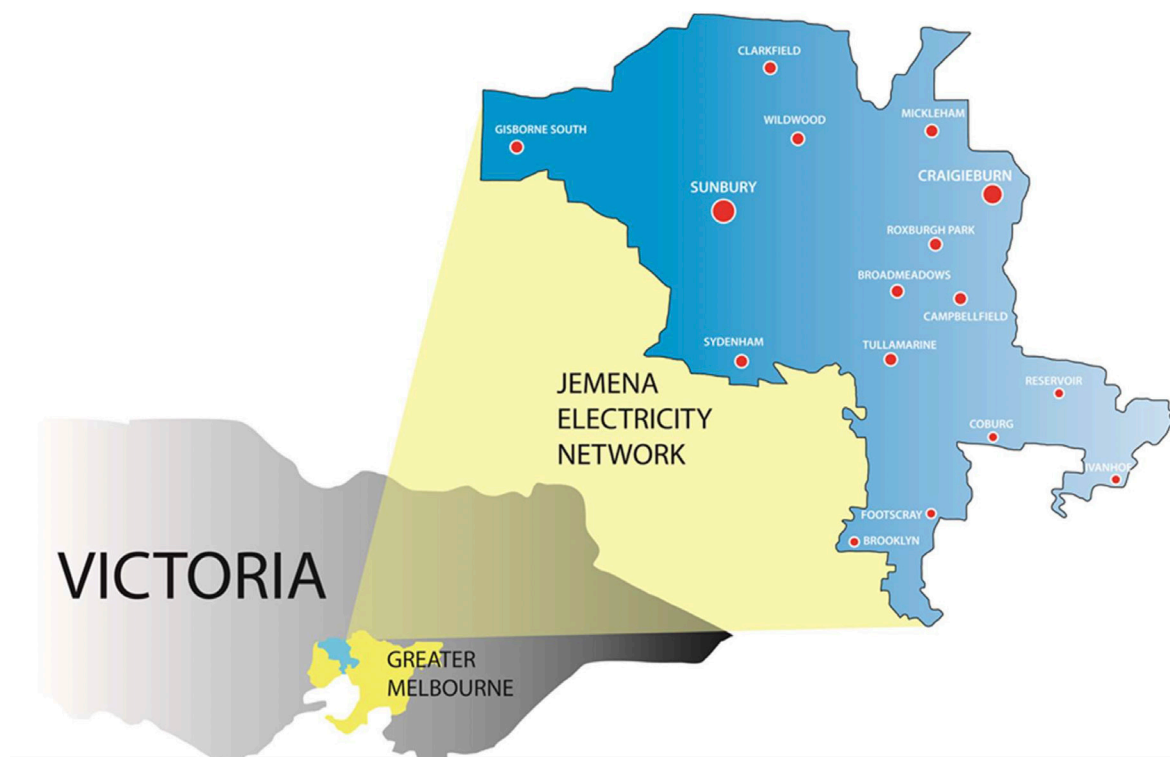 CLARKFIELD
MICKLEHAM
WILDWOOD
GISBORNE SOUTH
CRAIGIEBURN
SUNBURY
ROXBURGH PARK
BROADMEADOWS
CAMPBELLFIELD
SYDENHAM
TULLAMARINE
RESERVOIR
JEMENA
ELECTRICITY
NETWORK
COBURG
IVANHOE
FOOTSCRAY
BROOKLYN
VICTORIA
GREATER
MELBOURNE